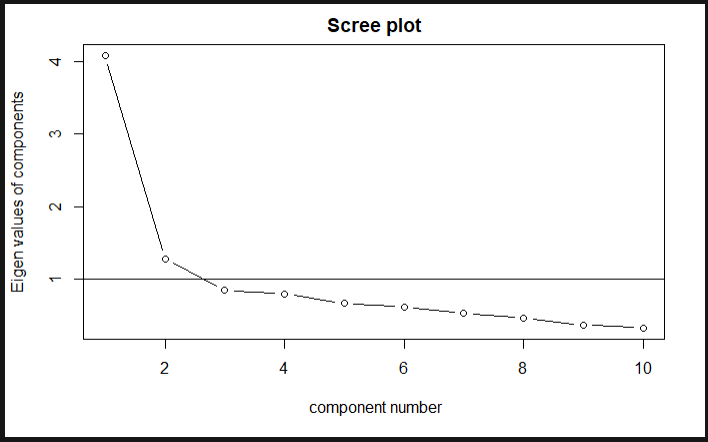 Scree plot
Eigen values of components
4
3
2
1
2 4 6 8 10
component number